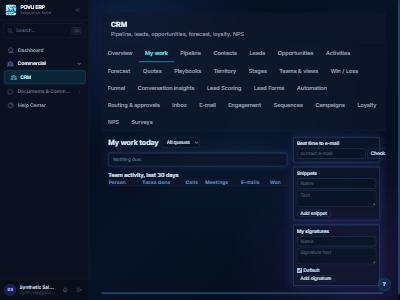 POVU ERP
Enterprise Suite
Search...
Dashboard
Commercial
CRM
Documents & Comm...
Help Center
CRM
Pipeline, leads, opportunities, forecast, loyalty, NPS
Overview My work Pipeline Contacts Leads Opportunities Activities
Forecast Quotes Playbooks Territory Stages Teams & views Win / Loss
Funnel Conversation insights Lead Scoring Lead Forms Automation
Routing & approvals Inbox E-mail Engagement Sequences Campaigns Loyalty
NPS Surveys
My work today All queues
Nothing due.
Team activity, last 30 days
Person Tasks done Calls Meetings E-mails Won
Best time to e-mail
contact e-mail Check
Snippets
Name
Text
Add snippet
My signatures
Name
Signature text
Default
Add signature
Synthetic Sal...
?